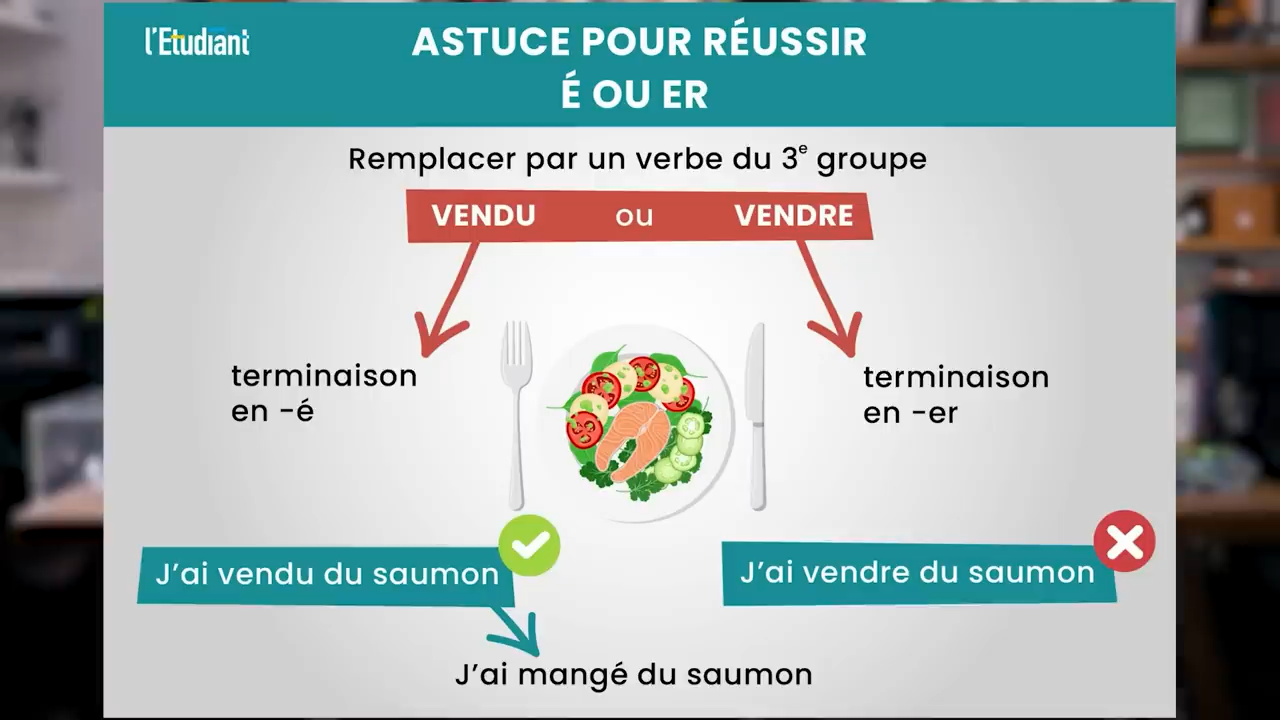 l'Etudiant
ASTUCE POUR RÉUSSIR
É OU ER
Remplacer par un verbe du 3e groupe
VENDU ou VENDRE
terminaison
en -é
terminaison
en -er
J'ai vendu du saumon
J'ai vendre du saumon
J'ai mangé du saumon